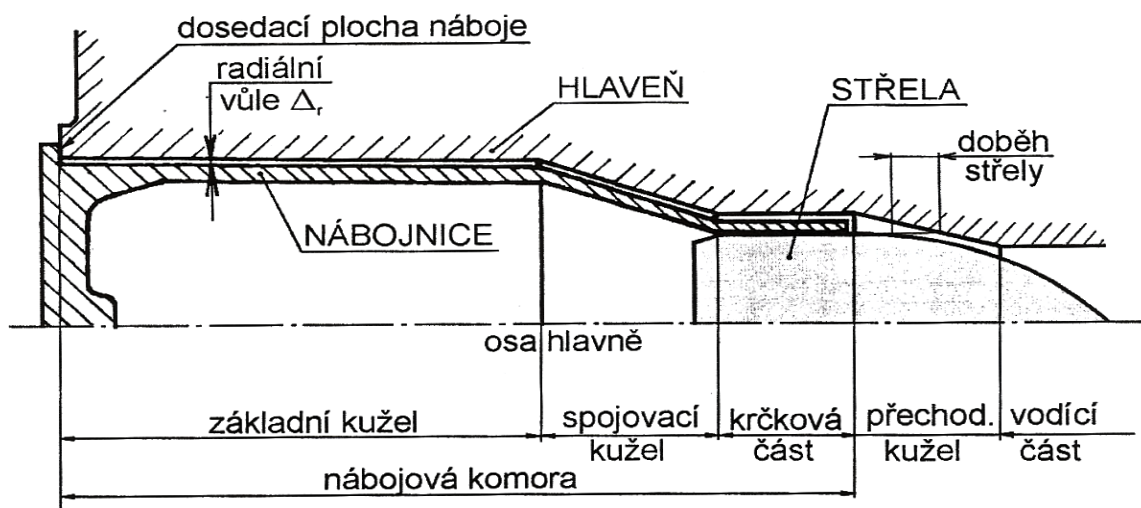 dosedací plocha náboje
radiální
vůle Δr
HLAVEŇ
STŘELA
doběh
střely
NÁBOJNICE
osa hlavně
základní kužel
spojovací
kužel
krčková
část
přechod.
kužel
vodící
část
nábojová komora